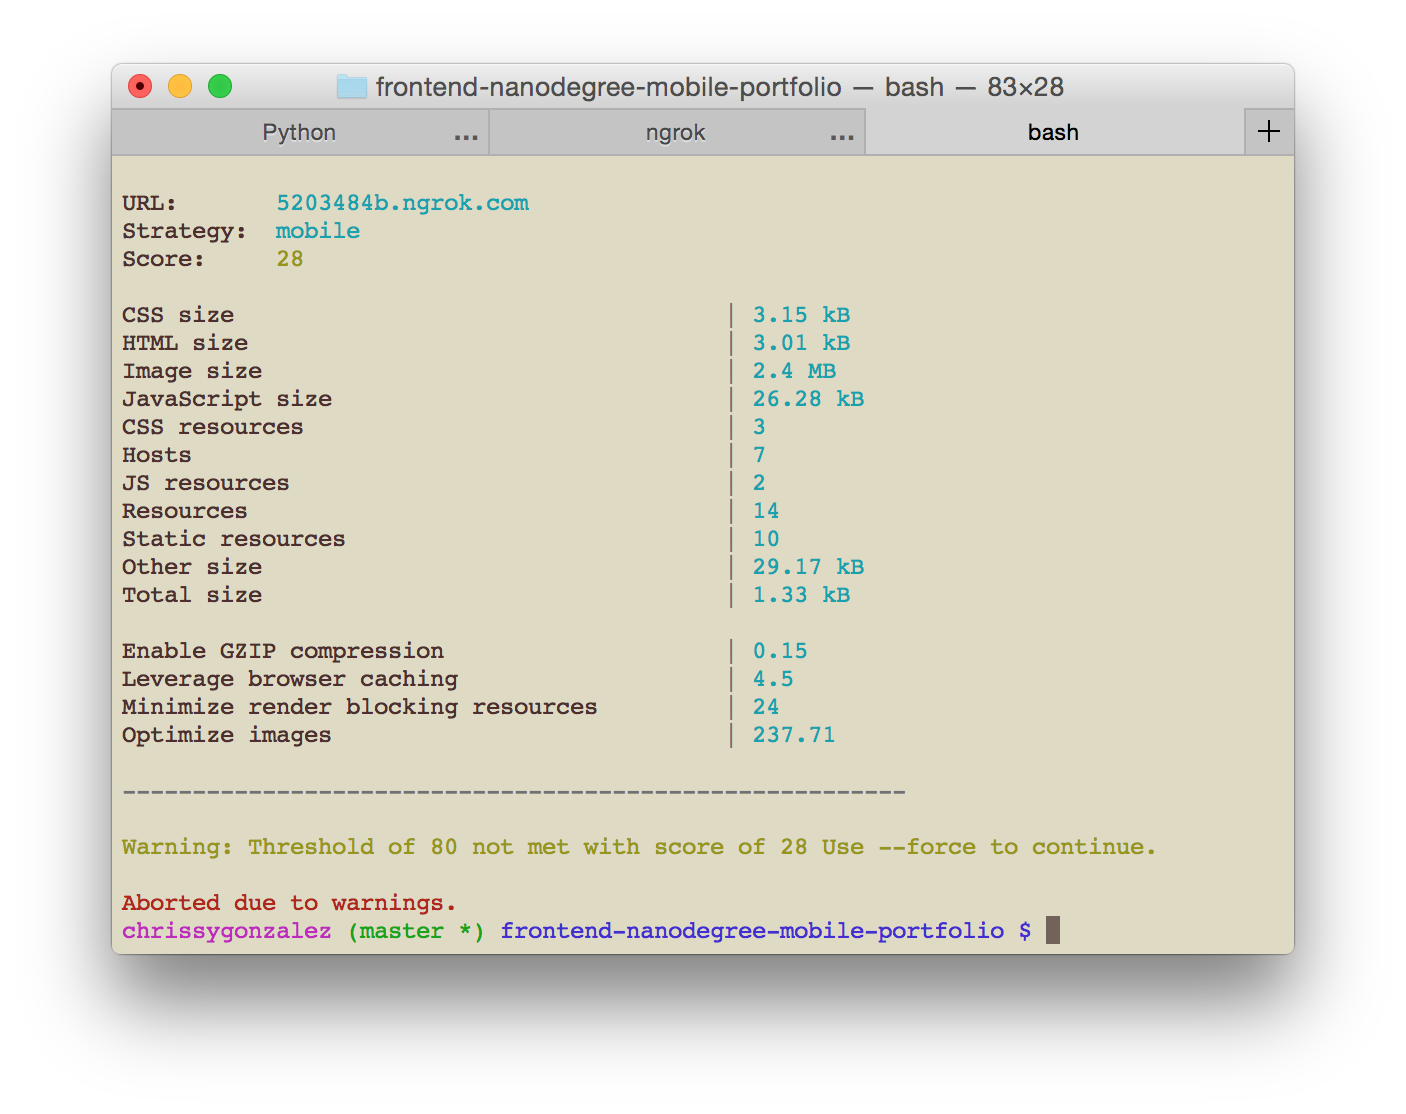 frontend-nanodegree-mobile-portfolio — bash — 83×28
Python ... ngrok ... bash +
URL: 5203484b.ngrok.com
Strategy: mobile
Score: 28
CSS size | 3.15 kB
HTML size | 3.01 kB
Image size | 2.4 MB
JavaScript size | 26.28 kB
CSS resources | 3
Hosts | 7
JS resources | 2
Resources | 14
Static resources | 10
Other size | 29.17 kB
Total size | 1.33 kB
Enable GZIP compression | 0.15
Leverage browser caching | 4.5
Minimize render blocking resources | 24
Optimize images | 237.71
--------------------------------------------------------
Warning: Threshold of 80 not met with score of 28 Use --force to continue.
Aborted due to warnings.
chrissygonzalez (master *) frontend-nanodegree-mobile-portfolio $